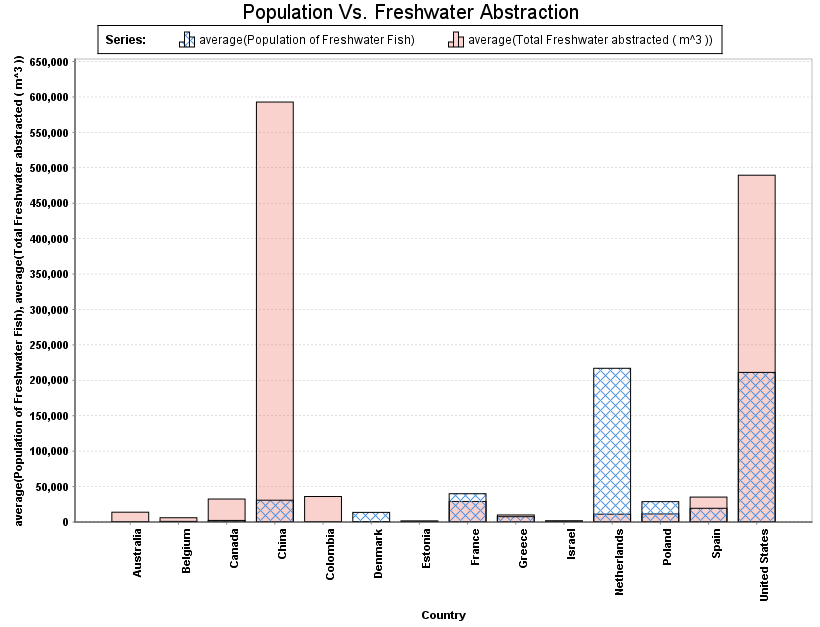 Population Vs. Freshwater Abstraction
Series: average(Population of Freshwater Fish) average(Total Freshwater abstracted ( m^3 ))
average(Population of Freshwater Fish), average(Total Freshwater abstracted ( m^3 ))
650,000
600,000
550,000
500,000
450,000
400,000
350,000
300,000
250,000
200,000
150,000
100,000
50,000
0
Australia
Belgium
Canada
China
Colombia
Denmark
Estonia
France
Greece
Israel
Netherlands
Poland
Spain
United States
Country